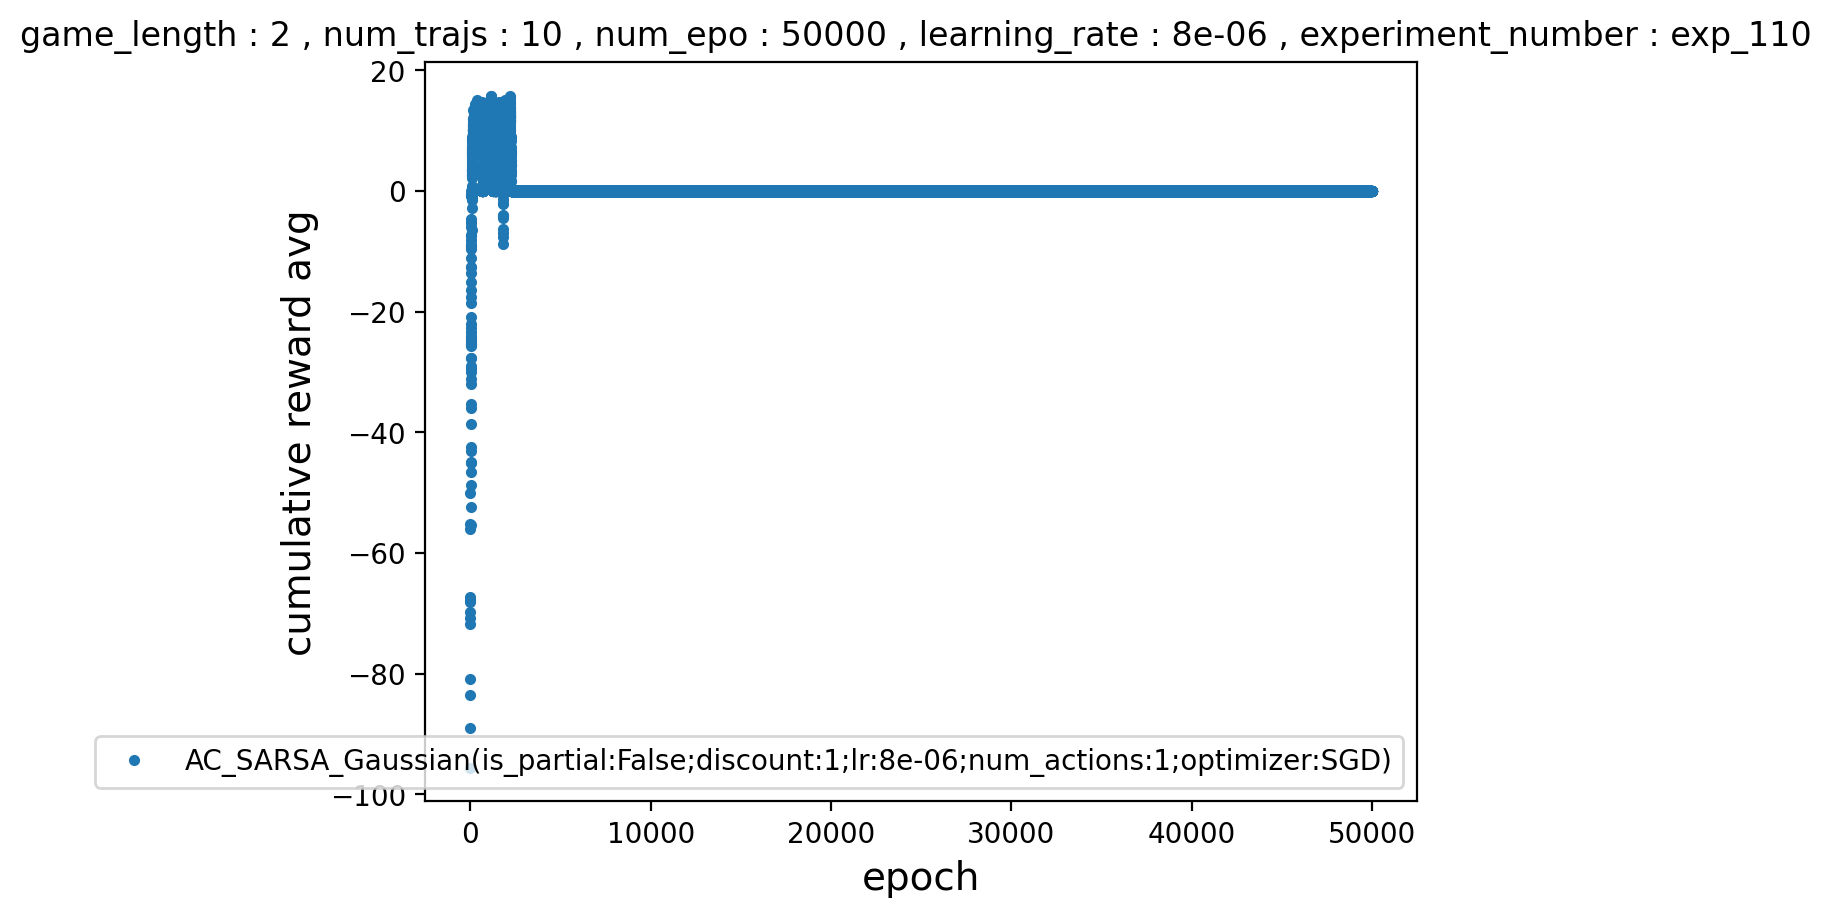 game_length : 2 , num_trajs : 10 , num_epo : 50000 , learning_rate : 8e-06 , experiment_number : exp_110
20
0
−20
−40
−60
−80
−100
cumulative reward avg
AC_SARSA_Gaussian(is_partial:False;discount:1;lr:8e-06;num_actions:1;optimizer:SGD)
0 10000 20000 30000 40000 50000
epoch